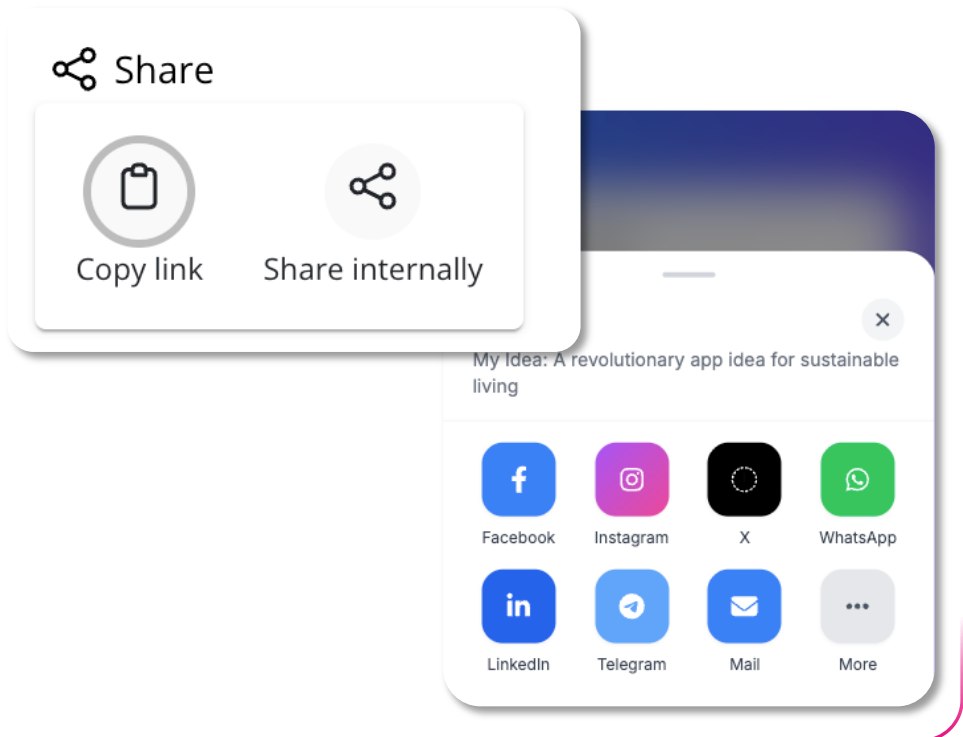 Share
Copy link
Share internally
My Idea: A revolutionary app idea for sustainable
living
Facebook
Instagram
X
WhatsApp
LinkedIn
Telegram
Mail
More